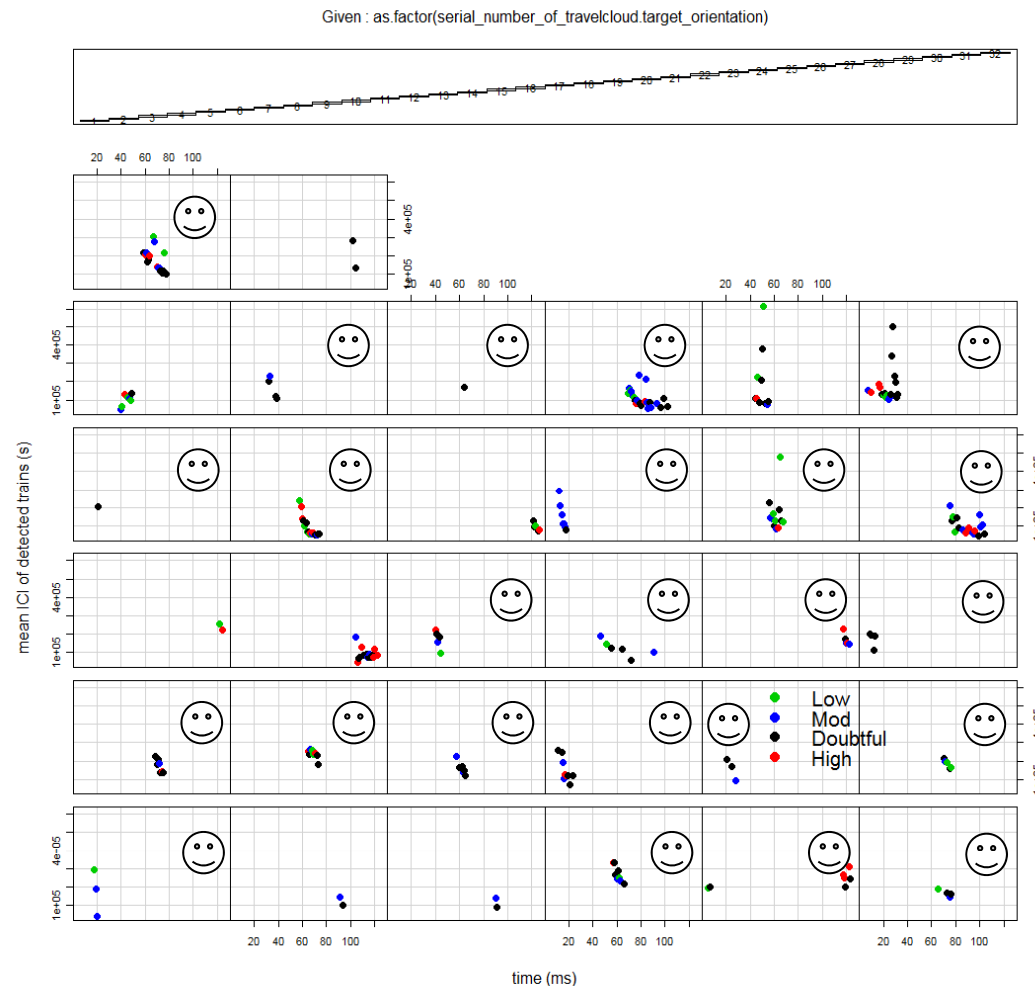 Given : as.factor(serial_number_of_travelcloud.target_orientation)
1 2 3 4 5 6 7 8 9 10 11 12 13 14 15 16 17 18 19 20 21 22 23 24 25 26 27 28 29 30 31 32
20 40 60 80 100
1e+05 4e+05
20 40 60 80 100
20 40 60 80 100
1e+05 4e+05
1e+05 4e+05
mean ICI of detected trains (s)
Low
Mod
Doubtful
High
1e+05 4e-05
20 40 60 80 100
20 40 60 80 100
20 40 60 80 100
time (ms)